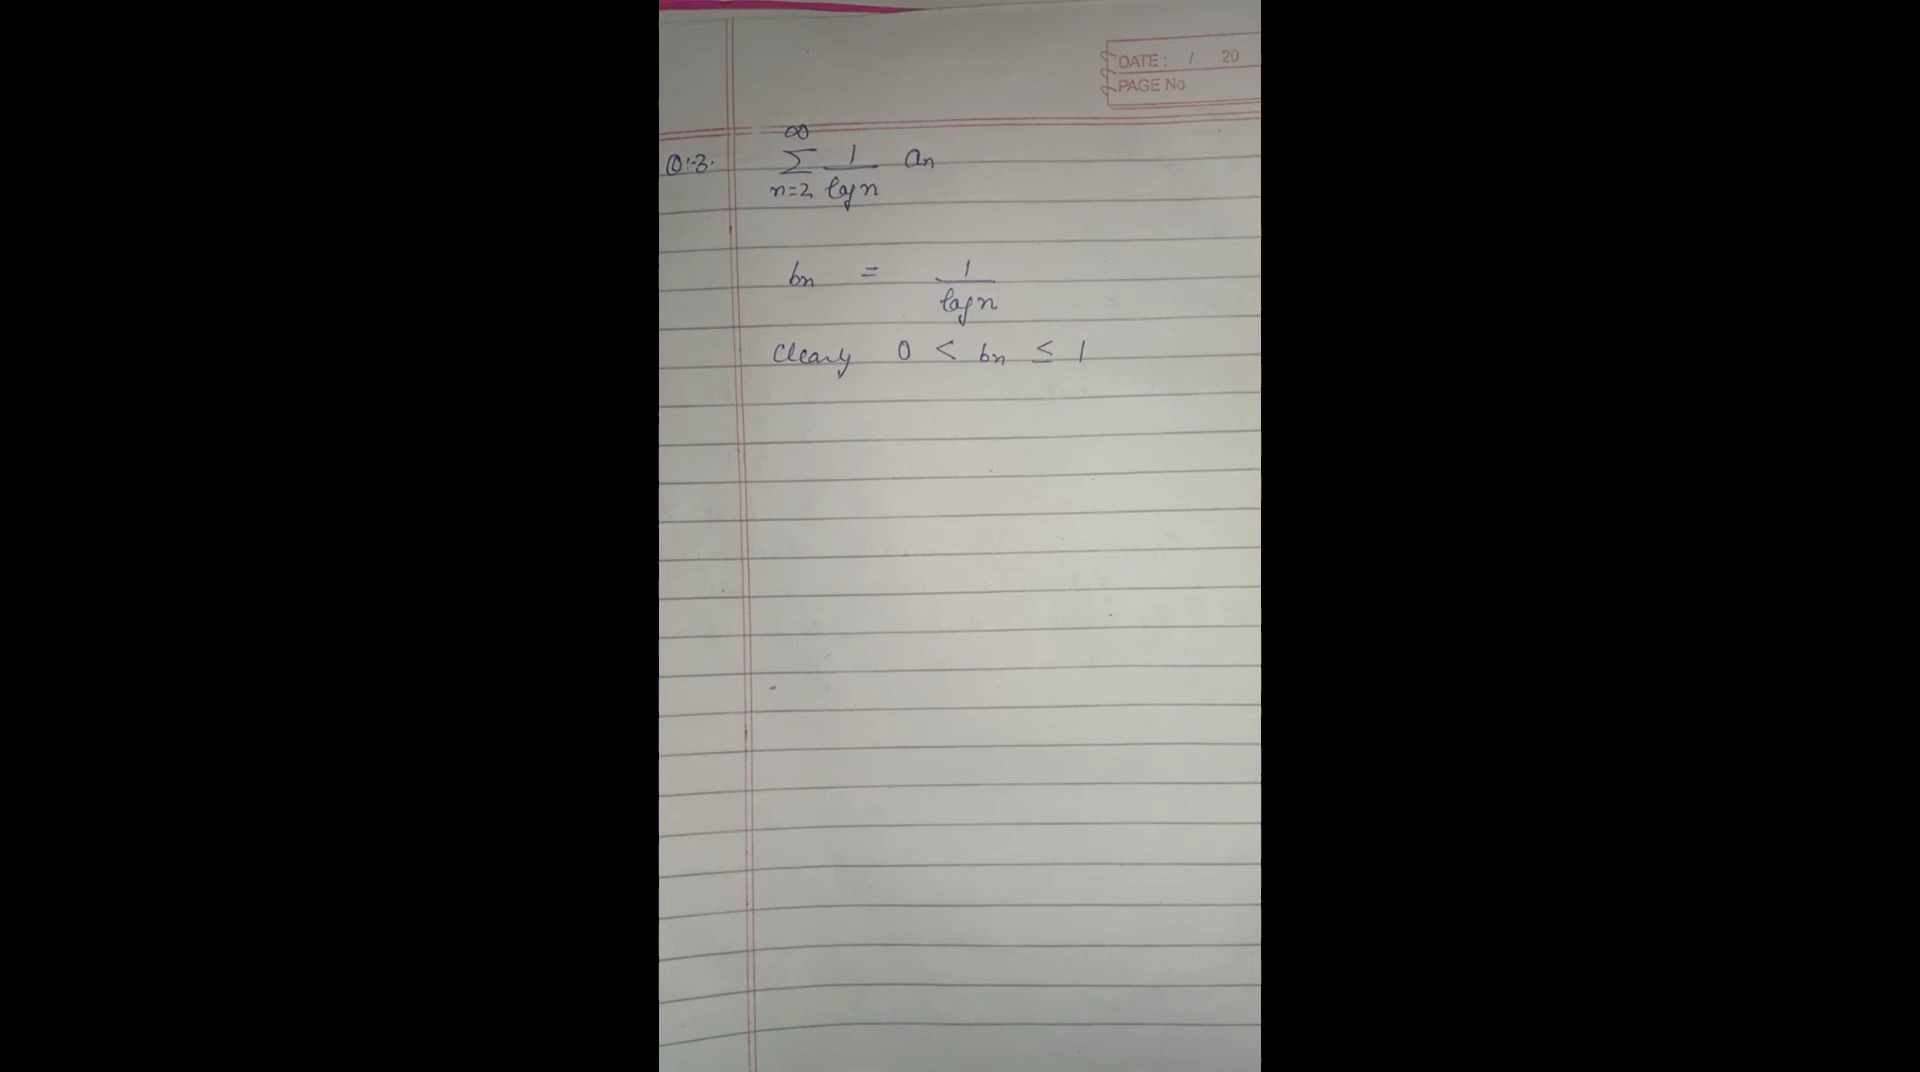 DATE: / 20
PAGE No
Q:-3. ∞ Σ n=2 1/log n an
bn = 1/log n
Clearly 0 < bn ≤ 1